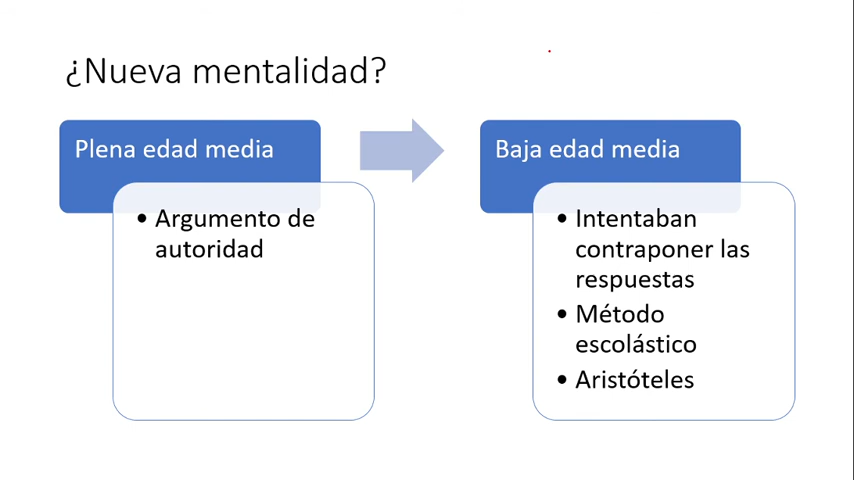 ¿Nueva mentalidad?
Plena edad media
• Argumento de
autoridad
Baja edad media
• Intentaban
contraponer las
respuestas
• Método
escolástico
• Aristóteles